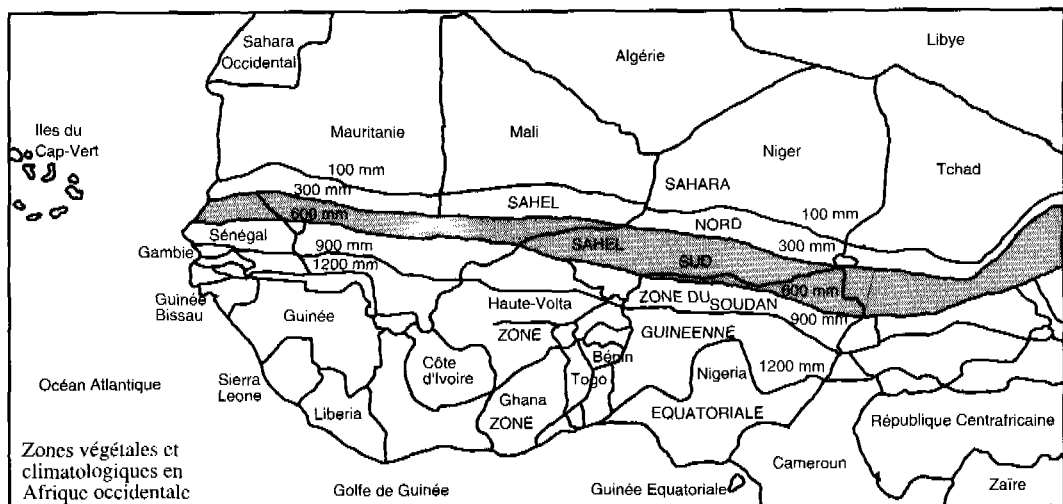 Sahara
Occidental
Algérie
Libye
Iles du
Cap-Vert
Mauritanie
Mali
Niger
Tchad
100 mm
SAHARA
300 mm
SAHEL
600 mm
NORD
100 mm
Sénégal
900 mm
SAHEL
300 mm
Gambie
1200 mm
SUD
600 mm
Guinée
Bissau
Guinée
Haute-Volta
ZONE DU
SOUDAN
900 mm
ZONE
GUINEENNE
Bénin
Côte
d'Ivoire
Togo
Nigeria
1200 mm
Océan Atlantique
Sierra
Leone
Liberia
Ghana
ZONE
EQUATORIALE
République Centrafricaine
Zones végétales et
climatologiques en
Afrique occidentale
Cameroun
Zaïre
Golfe de Guinée
Guinée Equatoriale